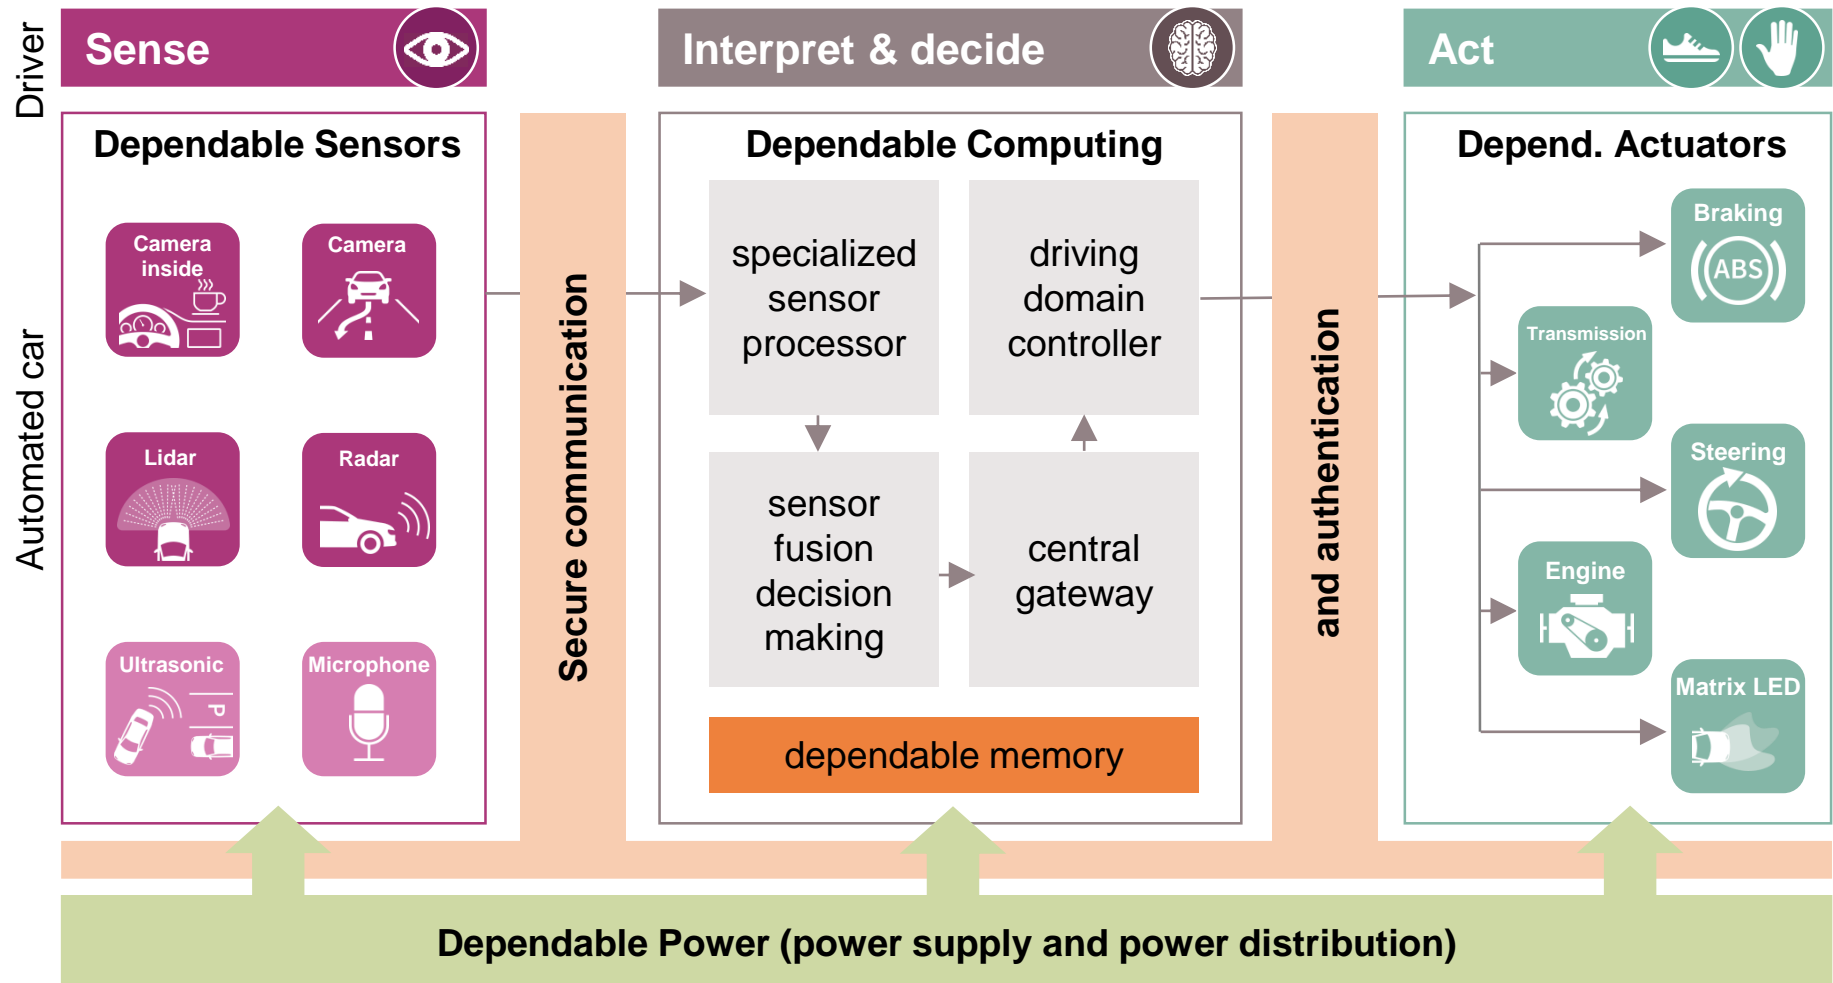 Driver
Sense
Interpret & decide
Act
Automated car
Dependable Sensors
Camera
inside
Camera
Lidar
Radar
Ultrasonic
P
Microphone
Secure communication
Dependable Computing
specialized
sensor
processor
driving
domain
controller
sensor
fusion
decision
making
central
gateway
dependable memory
and authentication
Depend. Actuators
Braking
ABS
Transmission
Steering
Engine
Matrix LED
Dependable Power (power supply and power distribution)